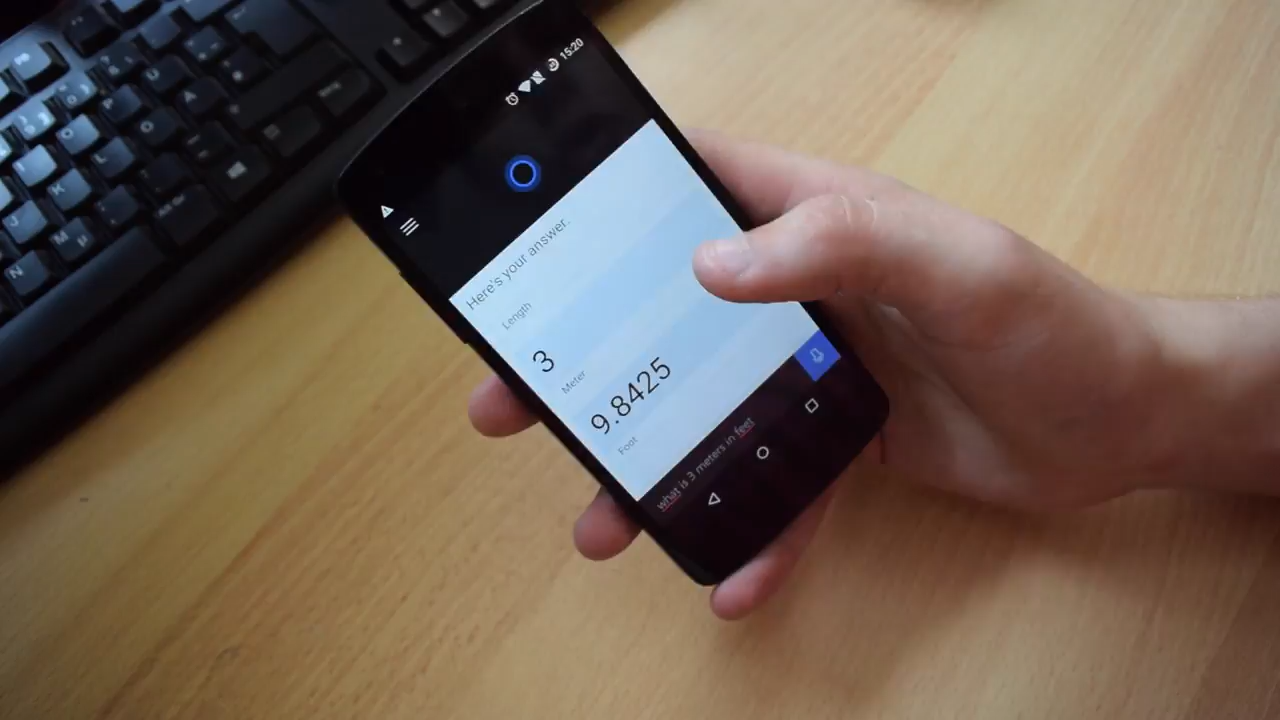 15:20
Here's your answer.
Length
3
Meter
9.8425
Foot
what is 3 meters in feet
P
A
O
L
K
J
M µ
N